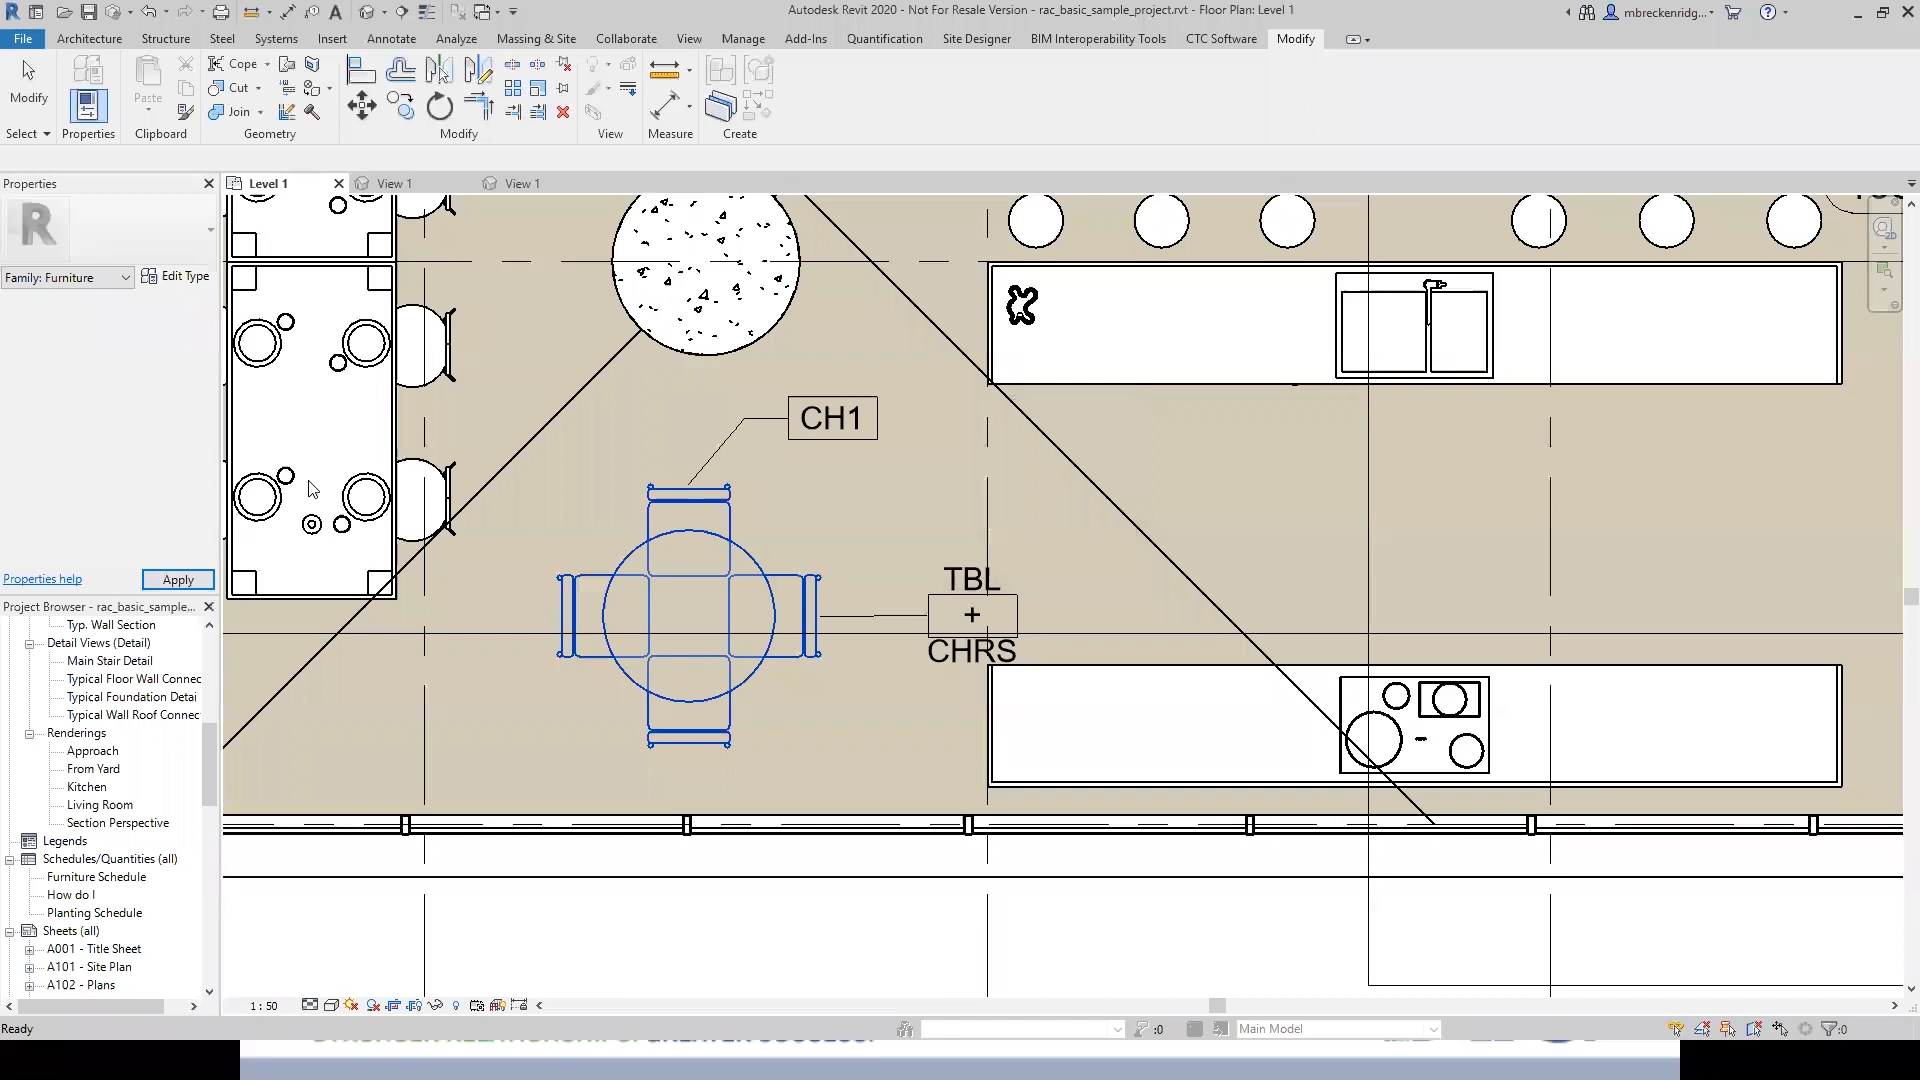 Autodesk Revit 2020 - Not For Resale Version - rac_basic_sample_project.rvt - Floor Plan: Level 1
mbreckenridg...
File Architecture Structure Steel Systems Insert Annotate Analyze Massing & Site Collaborate View Manage Add-Ins Quantification Site Designer BIM Interoperability Tools CTC Software Modify
Modify
Paste
Cope
Cut
Join
Select Properties Clipboard Geometry Modify View Measure Create
Properties
Level 1
View 1
View 1
Family: Furniture
Edit Type
CH1
TBL
+
CHRS
Properties help
Apply
Project Browser - rac_basic_sample...
Typ. Wall Section
Detail Views (Detail)
Main Stair Detail
Typical Floor Wall Connec
Typical Foundation Detai
Typical Wall Roof Connec
Renderings
Approach
From Yard
Kitchen
Living Room
Section Perspective
Legends
Schedules/Quantities (all)
Furniture Schedule
How do I
Planting Schedule
Sheets (all)
A001 - Title Sheet
A101 - Site Plan
A102 - Plans
1 : 50
Ready
:0
Main Model
:0